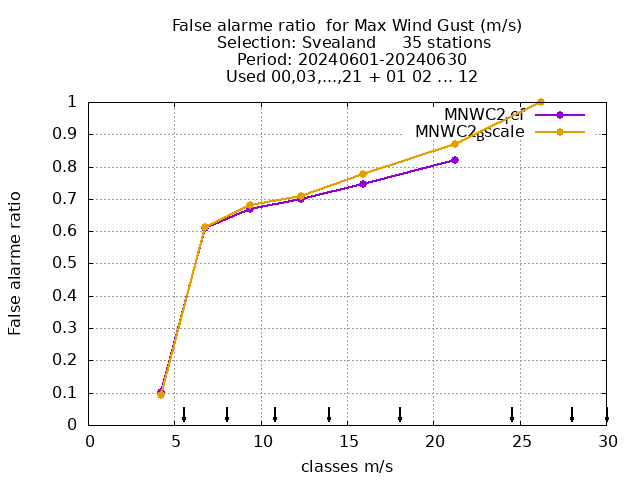 False alarme ratio  for Max Wind Gust (m/s)
Selection: Svealand     35 stations
Period: 20240601-20240630
Used 00,03,...,21 + 01 02 ... 12
MNWC2ref
MNWC2Bscale
1
0.9
0.8
0.7
0.6
0.5
0.4
0.3
0.2
0.1
0
False alarme ratio
0 5 10 15 20 25 30
classes m/s